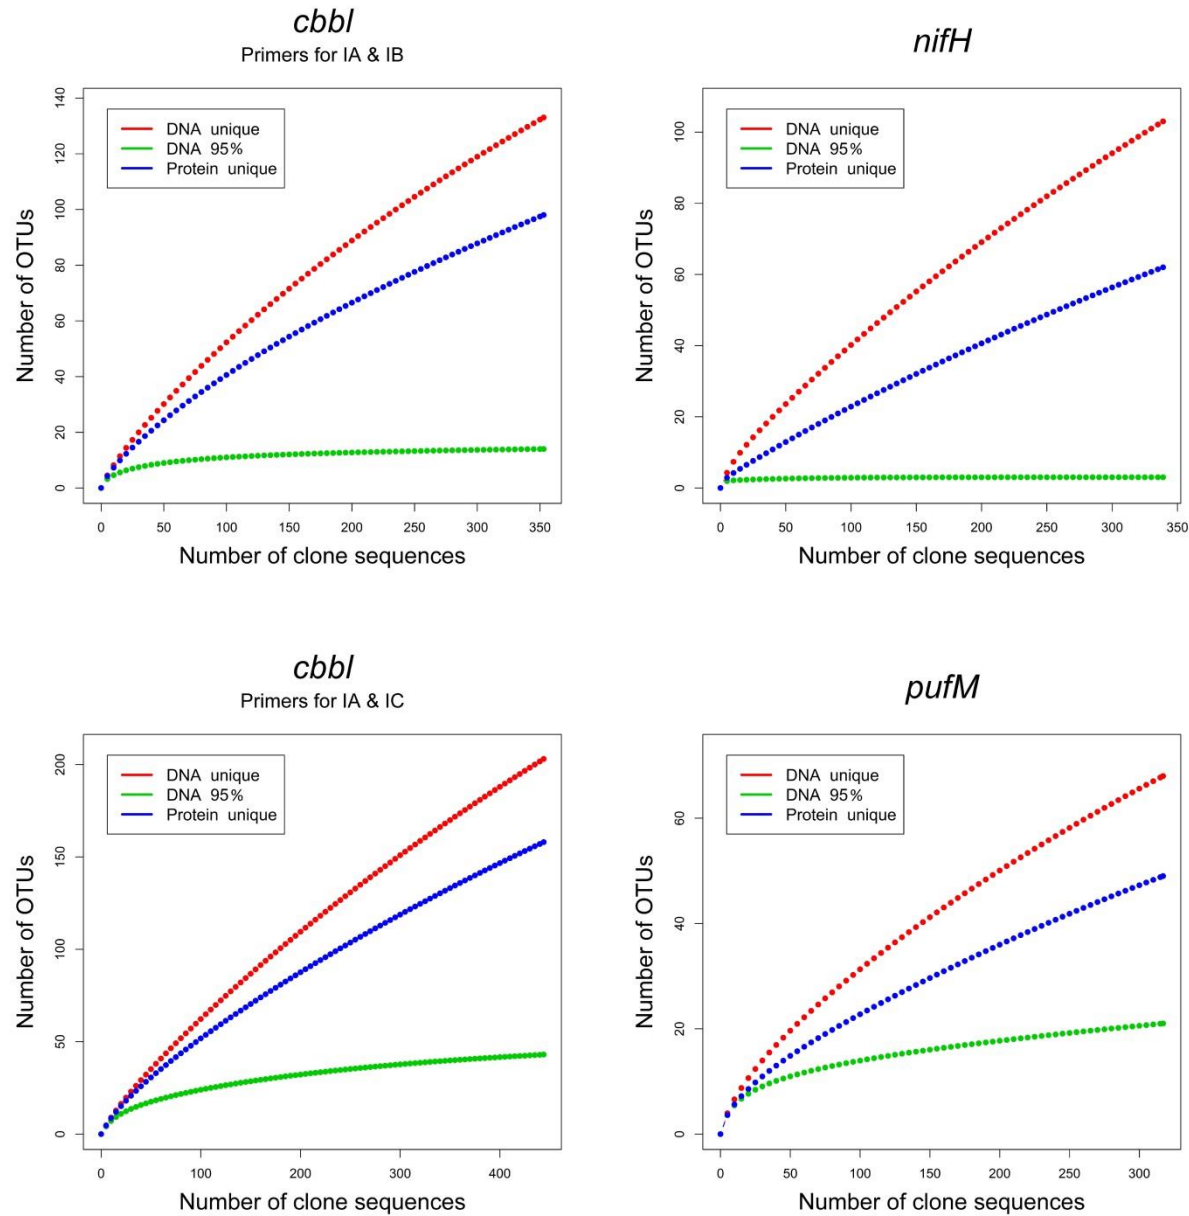 cbbl
Primers for IA & IB
DNA unique
DNA 95%
Protein unique
Number of OTUs
0
20
40
60
80
100
120
140
0 50 100 150 200 250 300 350
Number of clone sequences
nifH
DNA unique
DNA 95%
Protein unique
Number of OTUs
0
20
40
60
80
100
0 50 100 150 200 250 300 350
Number of clone sequences
cbbl
Primers for IA & IC
DNA unique
DNA 95%
Protein unique
Number of OTUs
0
50
100
150
200
0 100 200 300 400
Number of clone sequences
pufM
DNA unique
DNA 95%
Protein unique
Number of OTUs
0
20
40
60
0 50 100 150 200 250 300
Number of clone sequences